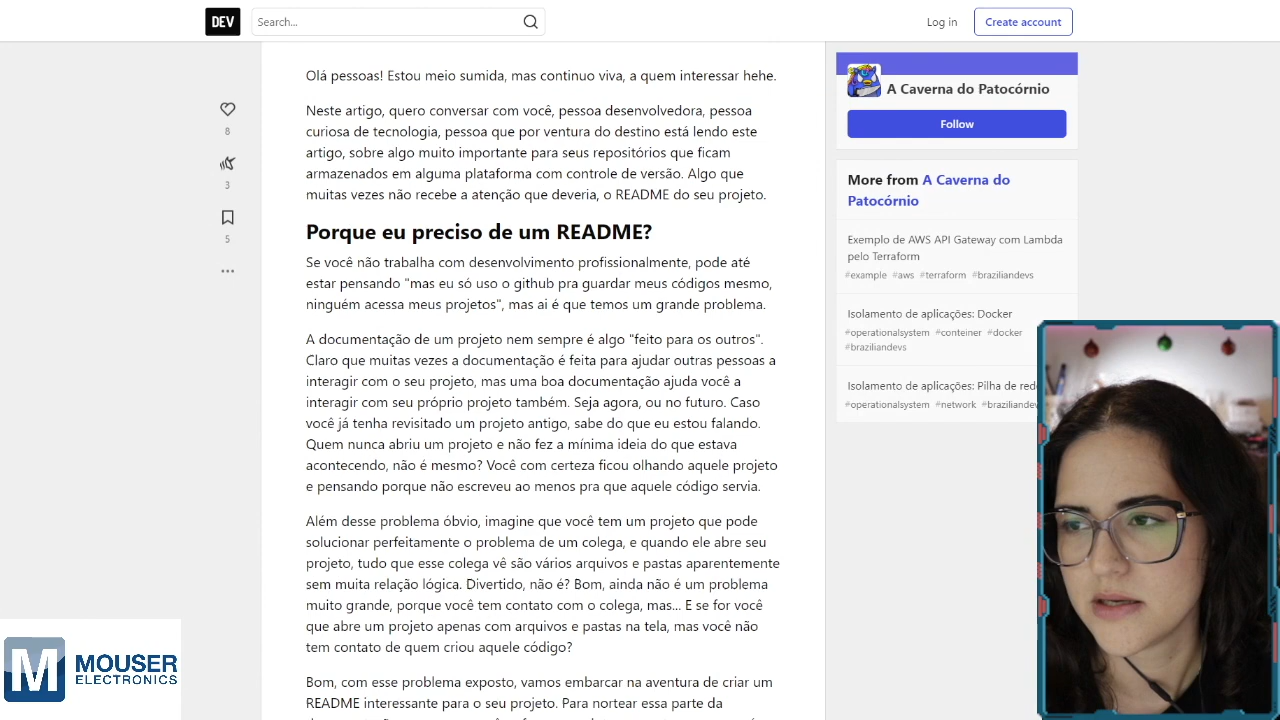 DEV
Search...
Log in
Create account
Olá pessoas! Estou meio sumida, mas continuo viva, a quem interessar hehe.
Neste artigo, quero conversar com você, pessoa desenvolvedora, pessoa
curiosa de tecnologia, pessoa que por ventura do destino está lendo este
artigo, sobre algo muito importante para seus repositórios que ficam
armazenados em alguma plataforma com controle de versão. Algo que
muitas vezes não recebe a atenção que deveria, o README do seu projeto.
Porque eu preciso de um README?
Se você não trabalha com desenvolvimento profissionalmente, pode até
estar pensando "mas eu só uso o github pra guardar meus códigos mesmo,
ninguém acessa meus projetos", mas ai é que temos um grande problema.
A documentação de um projeto nem sempre é algo "feito para os outros".
Claro que muitas vezes a documentação é feita para ajudar outras pessoas a
interagir com o seu projeto, mas uma boa documentação ajuda você a
interagir com seu próprio projeto também. Seja agora, ou no futuro. Caso
você já tenha revisitado um projeto antigo, sabe do que eu estou falando.
Quem nunca abriu um projeto e não fez a mínima ideia do que estava
acontecendo, não é mesmo? Você com certeza ficou olhando aquele projeto
e pensando porque não escreveu ao menos pra que aquele código servia.
Além desse problema óbvio, imagine que você tem um projeto que pode
solucionar perfeitamente o problema de um colega, e quando ele abre seu
projeto, tudo que esse colega vê são vários arquivos e pastas aparentemente
sem muita relação lógica. Divertido, não é? Bom, ainda não é um problema
muito grande, porque você tem contato com o colega, mas... E se for você
que abre um projeto apenas com arquivos e pastas na tela, mas você não
tem contato de quem criou aquele código?
Bom, com esse problema exposto, vamos embarcar na aventura de criar um
README interessante para o seu projeto. Para nortear essa parte da
8
3
5
A Caverna do Patocórnio
Follow
More from A Caverna do
Patocórnio
Exemplo de AWS API Gateway com Lambda
pelo Terraform
#example #aws #terraform #braziliandevs
Isolamento de aplicações: Docker
#operationalsystem #conteiner #docker
#braziliandevs
Isolamento de aplicações: Pilha de rede
#operationalsystem #network #braziliandev
M MOUSER
ELECTRONICS